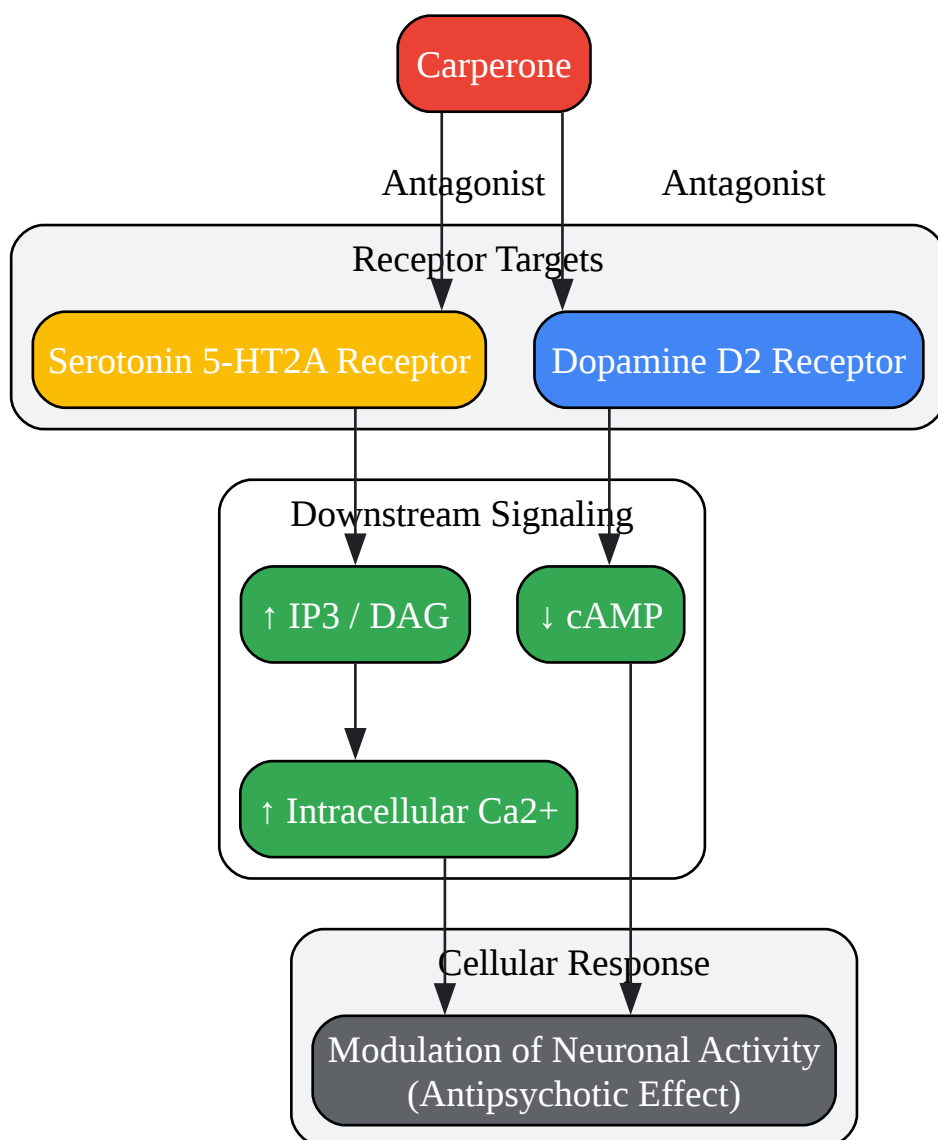 Carperone
Antagonist
Antagonist
Receptor Targets
Serotonin 5-HT2A Receptor
Dopamine D2 Receptor
Downstream Signaling
↑ IP3 / DAG
↓ cAMP
↑ Intracellular Ca2+
Cellular Response
Modulation of Neuronal Activity
(Antipsychotic Effect)